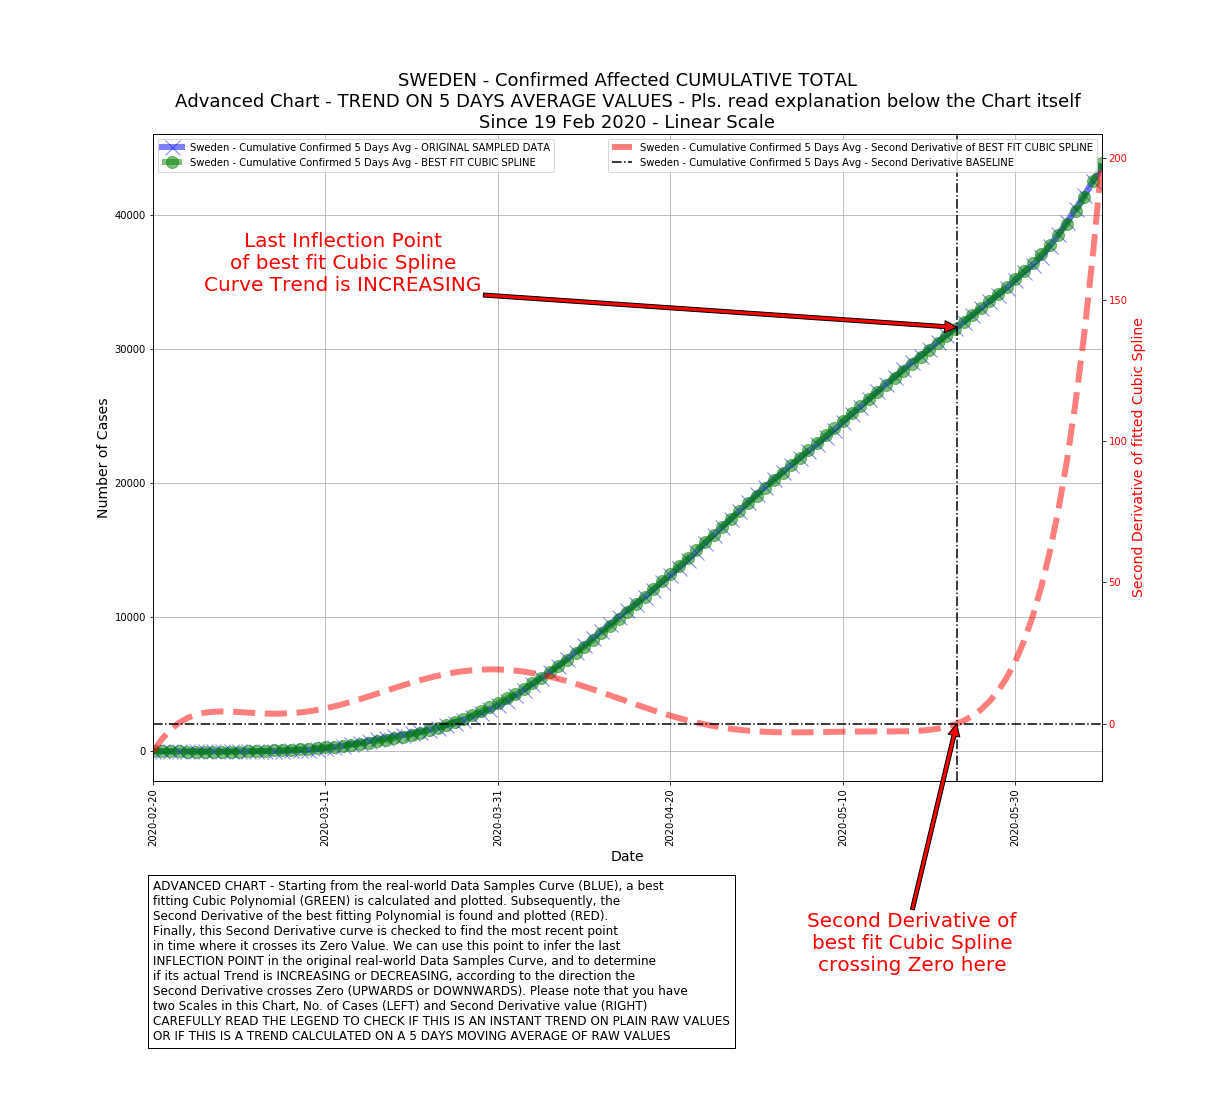 SWEDEN - Confirmed Affected CUMULATIVE TOTAL
Advanced Chart - TREND ON 5 DAYS AVERAGE VALUES - Pls. read explanation below the Chart itself
Since 19 Feb 2020 - Linear Scale
Sweden - Cumulative Confirmed 5 Days Avg - ORIGINAL SAMPLED DATA
Sweden - Cumulative Confirmed 5 Days Avg - BEST FIT CUBIC SPLINE
Sweden - Cumulative Confirmed 5 Days Avg - Second Derivative of BEST FIT CUBIC SPLINE
Sweden - Cumulative Confirmed 5 Days Avg - Second Derivative BASELINE
Last Inflection Point
of best fit Cubic Spline
Curve Trend is INCREASING
Number of Cases
40000
30000
20000
10000
0
200
150
100
50
0
Second Derivative of fitted Cubic Spline
2020-02-20
2020-03-11
2020-03-31
2020-04-20
2020-05-10
2020-05-30
Date
Second Derivative of
best fit Cubic Spline
crossing Zero here
ADVANCED CHART - Starting from the real-world Data Samples Curve (BLUE), a best
fitting Cubic Polynomial (GREEN) is calculated and plotted. Subsequently, the
Second Derivative of the best fitting Polynomial is found and plotted (RED).
Finally, this Second Derivative curve is checked to find the most recent point
in time where it crosses its Zero Value. We can use this point to infer the last
INFLECTION POINT in the original real-world Data Samples Curve, and to determine
if its actual Trend is INCREASING or DECREASING, according to the direction the
Second Derivative crosses Zero (UPWARDS or DOWNWARDS). Please note that you have
two Scales in this Chart, No. of Cases (LEFT) and Second Derivative value (RIGHT)
CAREFULLY READ THE LEGEND TO CHECK IF THIS IS AN INSTANT TREND ON PLAIN RAW VALUES
OR IF THIS IS A TREND CALCULATED ON A 5 DAYS MOVING AVERAGE OF RAW VALUES